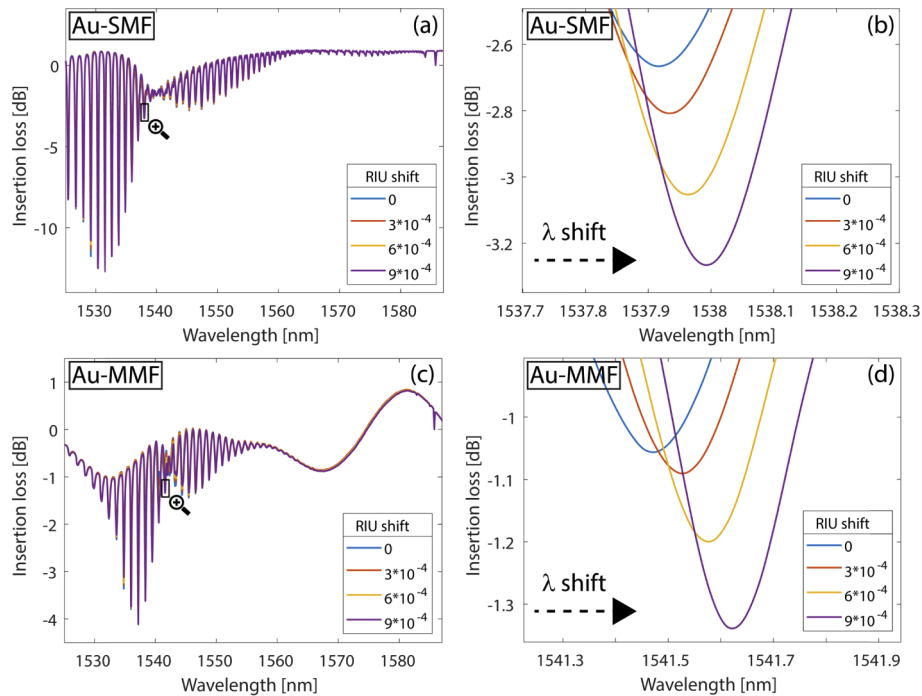 Au-SMF
(a)
0
-5
-10
Insertion loss [dB]
RIU shift
0
3*10⁻⁴
6*10⁻⁴
9*10⁻⁴
1530 1540 1550 1560 1570 1580
Wavelength [nm]
Au-SMF
(b)
-2.6
-2.8
-3
-3.2
Insertion loss [dB]
λ shift
RIU shift
0
3*10⁻⁴
6*10⁻⁴
9*10⁻⁴
1537.7 1537.8 1537.9 1538 1538.1 1538.2 1538.3
Wavelength [nm]
Au-MMF
(c)
1
0
-1
-2
-3
-4
Insertion loss [dB]
RIU shift
0
3*10⁻⁴
6*10⁻⁴
9*10⁻⁴
1530 1540 1550 1560 1570 1580
Wavelength [nm]
Au-MMF
(d)
-1
-1.1
-1.2
-1.3
Insertion loss [dB]
λ shift
RIU shift
0
3*10⁻⁴
6*10⁻⁴
9*10⁻⁴
1541.3 1541.5 1541.7 1541.9
Wavelength [nm]